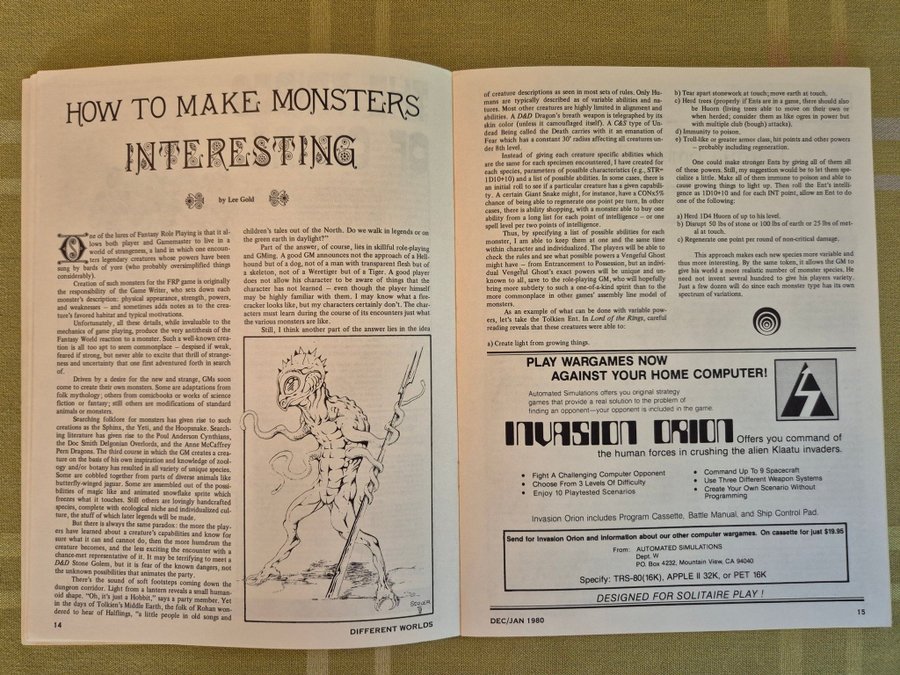 HOW TO MAKE MONSTERS
INTERESTING
by Lee Gold
One of the lures of Fantasy Role Playing is that it al-
lows both player and Gamemaster to live in a
world of strangeness, a land in which one encoun-
ters legendary creatures whose powers have been
sung by bards of yore (who probably oversimplified things
considerably).
Creation of such monsters for the FRP game is originally
the responsibility of the Game Writer, who sets down each
monster's description: physical appearance, strength, powers,
and weaknesses — and sometimes adds notes as to the crea-
ture's favored habitat and typical motivations.
Unfortunately, all these details, while invaluable to the
mechanics of game playing, produce the very antithesis of the
Fantasy World reaction to a monster. Such a well-known crea-
tion is all too apt to seem commonplace — despised if weak,
feared if strong, but never able to excite that thrill of strange-
ness and uncertainty that one first adventured forth in search
of.
Driven by a desire for the new and strange, GMs soon
come to create their own monsters. Some are adaptations from
folk mythology; others from comicbooks or works of science
fiction or fantasy; still others are modifications of standard
animals or monsters.
Searching folklore for monsters has given rise to such
creations as the Sphinx, the Yeti, and the Hoopsnake. Search-
ing literature has given rise to the Poul Anderson Cynthians,
the Doc Smith Delgonian Overlords, and the Anne McCaffrey
Pern Dragons. The third course in which the GM creates a crea-
ture on the basis of his own inspiration and knowledge of zool-
ogy and/or botany has resulted in all variety of unique species.
Some are cobbled together from parts of diverse animals like
butterfly-winged jaguar. Some are assembled out of the possi-
bilities of magic like and animated snowflake sprite which
freezes what it touches. Still others are lovingly handcrafted
species, complete with ecological niche and individualized cul-
ture, the stuff of which later legends will be made.
But there is always the same paradox: the more the play-
ers have learned about a creature's capabilities and know for
sure what it can and cannot do, then the more humdrum the
creature becomes, and the less exciting the encounter with a
chance-met representative of it. It may be terrifying to meet a
D&D Stone Golem, but it is fear of the known dangers, not
the unknown possibilities that animates the party.
There's the sound of soft footsteps coming down the
dungeon corridor. Light from a lantern reveals a small human-
old shape. "Oh, it's just a Hobbit," says a party member. Yet
in the days of Tolkien's Middle Earth, the folk of Rohan won-
dered to hear of Halflings, "a little people in old songs and
children's tales out of the North. Do we walk in legends or on
the green earth in daylight?"
Part of the answer, of course, lies in skillful role-playing
and GMing. A good GM announces not the approach of a Hell-
hound but of a dog, not of a man with transparent flesh but of
a skeleton, not of a Weretiger but of a Tiger. A good player
does not allow his character to be aware of things that the
character has not learned — even though the player himself
may be highly familiar with them. I may know what a fire-
cracker looks like, but my characters certainly don't. The char-
acters must learn during the course of its encounters just what
the various monsters are like.
Still, I think another part of the answer lies in the idea
14
DIFFERENT WORLDS
of creature descriptions as seen in most sets of rules. Only Hu-
mans are typically described as of variable abilities and na-
tures. Most other creatures are highly limited in alignment and
abilities. A D&D Dragon's breath weapon is telegraphed by its
skin color (unless it camouflaged itself). A C&S type of Un-
dead Being called the Death carries with it an emanation of
Fear which has a constant 30' radius affecting all creatures un-
der 8th level.
Instead of giving each creature specific abilities which
are the same for each specimen encountered, I have created for
each species, parameters of possible characteristics (e.g., STR=
1D10+10) and a list of possible abilities. In some cases, there is
an initial roll to see if a particular creature has a given capabili-
ty. A certain Giant Snake might, for instance, have a CONx5%
chance of being able to regenerate one point per turn. In other
cases, there is ability shopping, with a monster able to buy one
ability from a long list for each point of intelligence — or one
spell level per two points of intelligence.
Thus, by specifying a list of possible abilities for each
monster, I am able to keep them at one and the same time
within character and individualized. The players will be able to
check the rules and see what possible powers a Vengeful Ghost
might have — from Entrancement to Possession, but an indivi-
dual Vengeful Ghost's exact powers will be unique and un-
known to all, save to the role-playing GM, who will hopefully
bring more subtlety to such a one-of-a-kind spirit than to the
more commonplace in other games' assembly line model of
monsters.
As an example of what can be done with variable pow-
ers, let's take the Tolkien Ent. In Lord of the Rings, careful
reading reveals that these creatures were able to:
a) Create light from growing things.
b) Tear apart stonework at touch; move earth at touch.
c) Herd trees (properly if Ents are in a game, there should also
be Huorn (living trees able to move on their own or
when herded; consider them as like ogres in power but
with multiple club (bough) attacks).
d) Immunity to poison.
e) Troll-like or greater armor class, hit points and other powers
— probably including regeneration.
One could make stronger Ents by giving all of them all
of these powers. Still, my suggestion would be to let them spe-
cialize a little. Make all of them immune to poison and able to
cause growing things to light up. Then roll the Ent's intelli-
ence as 1D10+10 and for each INT point, allow an Ent to do
one of the following:
a) Herd 1D4 Huorn of up to his level.
b) Disrupt 50 lbs of stone or 100 lbs of earth or 25 lbs of met-
al at touch.
c) Regenerate one point per round of non-critical damage.
This approach makes each new species more variable and
thus more interesting. By the same token, it allows the GM to
give his world a more realistic number of monster species. He
need not invent several hundred to give his players variety.
Just a few dozen will do since each monster type has its own
spectrum of variations.
PLAY WARGAMES NOW
AGAINST YOUR HOME COMPUTER!
Automated Simulations offers you original strategy
games that provide a real solution to the problem of
finding an opponent—your opponent is included in the game.
INVASION ORION Offers you command of
the human forces in crushing the alien Klaatu invaders.
• Fight A Challenging Computer Opponent
• Choose From 3 Levels Of Difficulty
• Enjoy 10 Playtested Scenarios
• Command Up To 9 Spacecraft
• Use Three Different Weapon Systems
• Create Your Own Scenario Without
Programming
Invasion Orion includes Program Cassette, Battle Manual, and Ship Control Pad.
Send for Invasion Orion and information about our other computer wargames. On cassette for just $19.95
From: AUTOMATED SIMULATIONS
Dept. W
P.O. Box 4232, Mountain View, CA 94040
Specify: TRS-80(16K), APPLE II 32K, or PET 16K
DESIGNED FOR SOLITAIRE PLAY !
DEC/JAN 1980
15